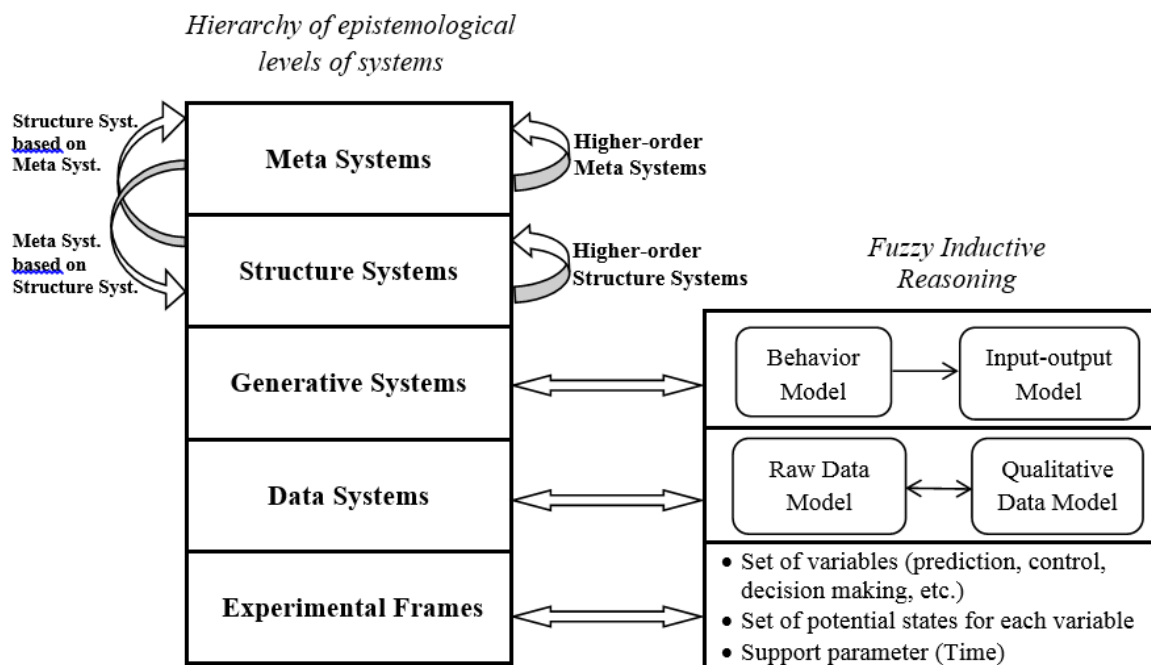 Hierarchy of epistemological
levels of systems
Structure Syst.
based on
Meta Syst.
Meta Systems
Higher-order
Meta Systems
Meta Syst.
based on
Structure Syst.
Structure Systems
Higher-order
Structure Systems
Generative Systems
Data Systems
Experimental Frames
Fuzzy Inductive
Reasoning
Behavior
Model
Input-output
Model
Raw Data
Model
Qualitative
Data Model
• Set of variables (prediction, control,
decision making, etc.)
• Set of potential states for each variable
• Support parameter (Time)